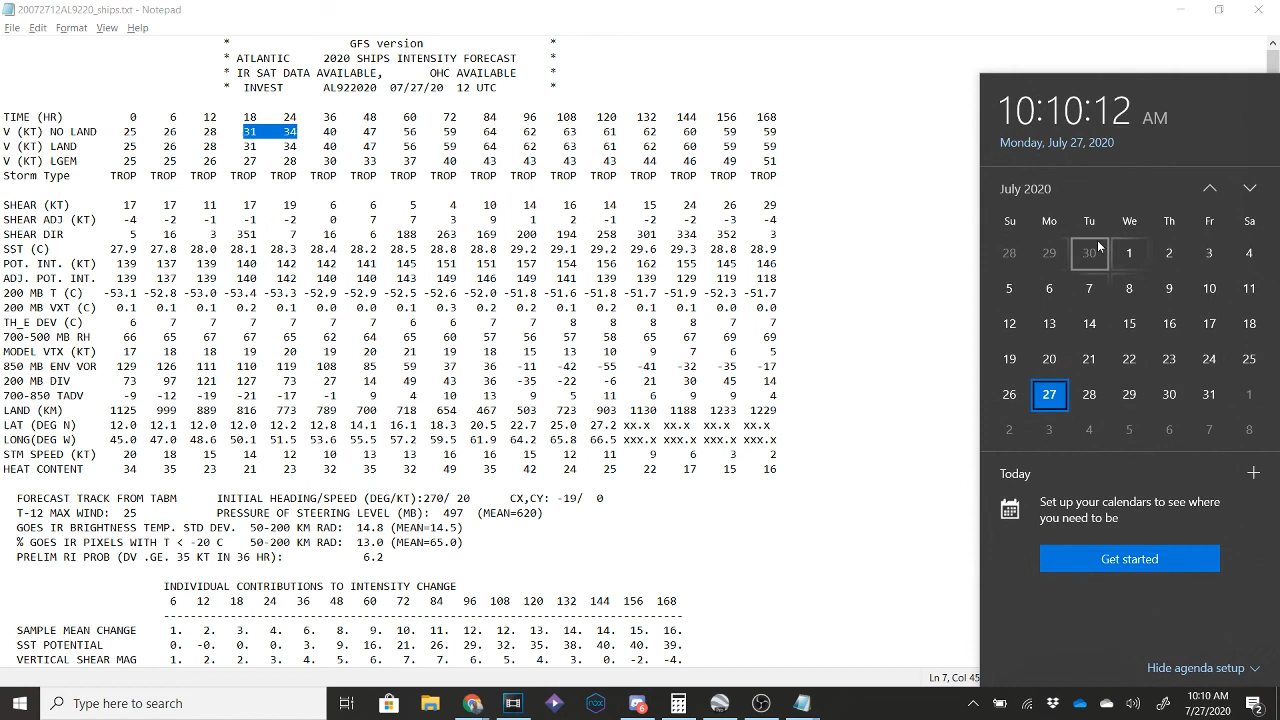 20072712AL9220_ships.txt - Notepad
File Edit Format View Help
* GFS version *
* ATLANTIC 2020 SHIPS INTENSITY FORECAST *
* IR SAT DATA AVAILABLE, OHC AVAILABLE *
* INVEST AL922020 07/27/20 12 UTC *
TIME (HR) 0 6 12 18 24 36 48 60 72 84 96 108 120 132 144 156 168
V (KT) NO LAND 25 26 28 31 34 40 47 56 59 64 62 63 61 62 60 59 59
V (KT) LAND 25 26 28 31 34 40 47 56 59 64 62 63 61 62 60 59 59
V (KT) LGEM 25 25 26 27 28 30 33 37 40 43 43 43 43 44 46 49 51
Storm Type TROP TROP TROP TROP TROP TROP TROP TROP TROP TROP TROP TROP TROP TROP TROP TROP TROP
SHEAR (KT) 17 17 11 17 19 6 6 5 4 10 14 16 14 15 24 26 29
SHEAR ADJ (KT) -4 -2 -1 -1 -2 0 7 7 3 9 1 2 -1 -2 -2 -3 -4
SHEAR DIR 5 16 3 351 7 16 6 188 263 169 200 194 258 301 334 352 3
SST (C) 27.9 27.8 28.0 28.1 28.3 28.4 28.2 28.5 28.8 28.8 29.2 29.1 29.2 29.6 29.3 28.8 28.9
POT. INT. (KT) 139 137 139 140 142 142 141 145 151 151 157 154 156 162 155 145 146
ADJ. POT. INT. 139 137 139 140 142 143 140 143 149 146 149 141 139 139 129 119 118
200 MB T (C) -53.1 -52.8 -53.0 -53.4 -53.3 -52.9 -52.9 -52.5 -52.5 -52.0 -51.8 -51.6 -51.8 -51.7 -51.9 -52.3 -51.7
200 MB VXT (C) 0.1 0.1 0.1 0.2 0.1 0.0 0.0 0.1 0.3 0.0 0.2 0.1 0.2 0.0 0.1 0.0 0.0
TH_E DEV (C) 6 7 7 7 7 7 7 6 6 7 7 8 8 8 8 7 7
700-500 MB RH 66 65 67 65 65 62 64 65 60 57 56 57 58 65 67 65 69
MODEL VTX (KT) 17 18 18 19 20 19 20 21 19 18 15 13 10 9 7 6 5
850 MB ENV VOR 129 126 111 110 119 108 85 59 37 36 -11 -42 -55 -41 -32 -35 -17
200 MB DIV 73 97 121 127 73 27 14 49 43 36 -35 -22 -6 21 30 45 14
700-850 TADV -9 -12 -19 -21 -17 -1 9 4 10 13 9 9 5 11 5 6 2
LAND (KM) 1125 999 889 816 773 789 700 718 654 467 503 723 903 1130 1188 1233 1229
LAT (DEG N) 12.0 12.1 12.0 12.0 12.2 12.8 14.1 16.1 18.3 20.5 22.7 25.0 27.2 xx.x xx.x xx.x xx.x
LONG(DEG W) 45.0 47.0 48.6 50.1 51.5 53.6 55.5 57.2 59.5 61.9 64.2 65.8 66.5 xxx.x xxx.x xxx.x xxx.x
STM SPEED (KT) 20 18 15 14 12 10 13 13 16 16 15 12 11 9 6 3 2
HEAT CONTENT 34 35 23 21 23 32 35 32 49 35 42 24 25 22 17 15 16
FORECAST TRACK FROM TABM INITIAL HEADING/SPEED (DEG/KT):270/ 20 CX,CY: -19/ 0
T-12 MAX WIND: 25 PRESSURE OF STEERING LEVEL (MB): 497 (MEAN=620)
GOES IR BRIGHTNESS TEMP. STD DEV. 50-200 KM RAD: 14.8 (MEAN=14.5)
% GOES IR PIXELS WITH T < -20 C 50-200 KM RAD: 13.0 (MEAN=65.0)
PRELIM RI PROB (DV .GE. 35 KT IN 36 HR): 6.2
INDIVIDUAL CONTRIBUTIONS TO INTENSITY CHANGE
6 12 18 24 36 48 60 72 84 96 108 120 132 144 156 168
----------------------------------------------------------------
SAMPLE MEAN CHANGE 1. 2. 3. 4. 6. 8. 9. 10. 11. 12. 12. 13. 14. 14. 15. 16.
SST POTENTIAL 0. -0. 0. 0. 3. 9. 16. 21. 26. 29. 32. 35. 38. 40. 40. 39.
VERTICAL SHEAR MAG 1. 2. 2. 3. 4. 5. 6. 7. 7. 6. 5. 4. 3. 0. -2. -4.
Ln 7, Col 45
10:10:12 AM
Monday, July 27, 2020
July 2020
Su Mo Tu We Th Fr Sa
28 29 30 1 2 3 4
5 6 7 8 9 10 11
12 13 14 15 16 17 18
19 20 21 22 23 24 25
26 27 28 29 30 31 1
2 3 4 5 6 7 8
Today
Set up your calendars to see where
you need to be
Get started
Hide agenda setup
Type here to search
10:10 AM
7/27/2020